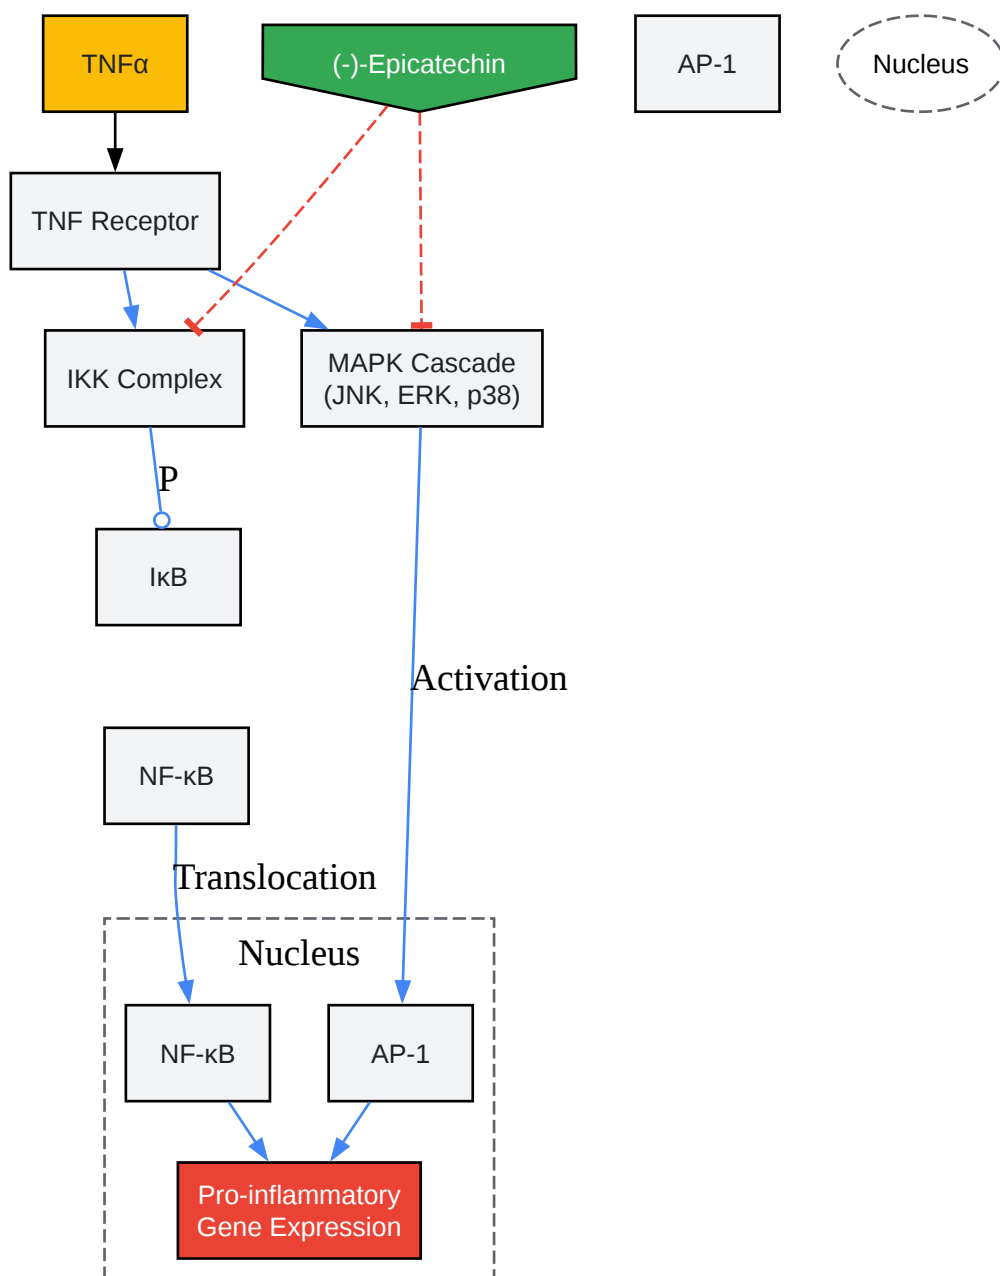 TNFα
(-)-Epicatechin
AP-1
Nucleus
TNF Receptor
IKK Complex
MAPK Cascade
(JNK, ERK, p38)
P
IκB
Activation
NF-κB
Translocation
Nucleus
NF-κB
AP-1
Pro-inflammatory
Gene Expression